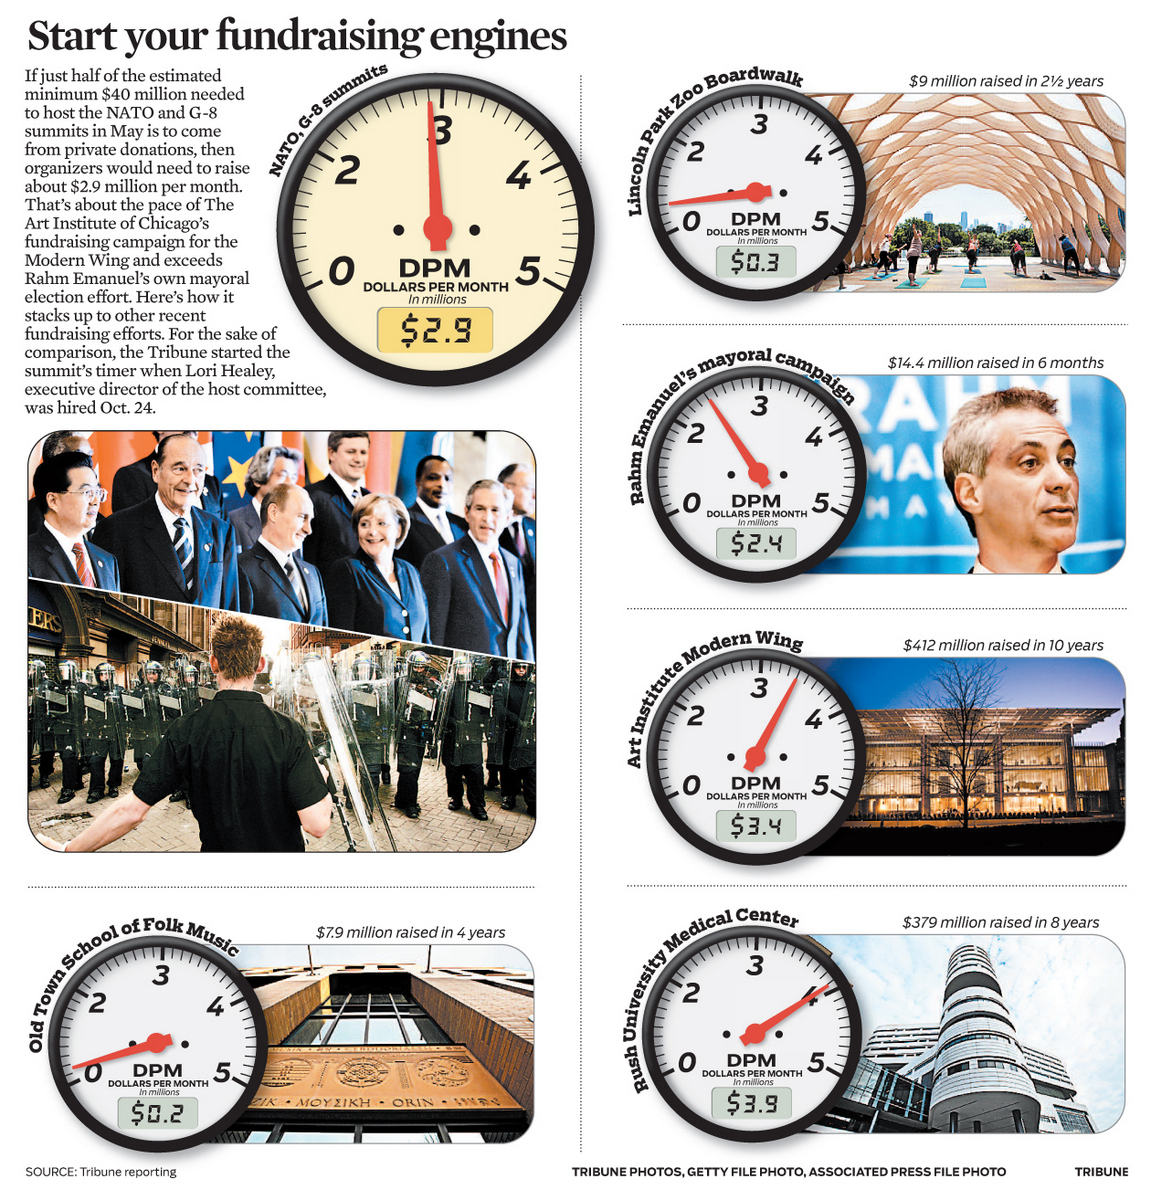 Start your fundraising engines
If just half of the estimated
minimum $40 million needed
to host the NATO and G-8
summits in May is to come
from private donations, then
organizers would need to raise
about $2.9 million per month.
That's about the pace of The
Art Institute of Chicago's
fundraising campaign for the
Modern Wing and exceeds
Rahm Emanuel's own mayoral
election effort. Here's how it
stacks up to other recent
fundraising efforts. For the sake of
comparison, the Tribune started the
summit's timer when Lori Healey,
executive director of the host committee,
was hired Oct. 24.
NATO, G-8 summits
3
2 4
0 5
DPM
DOLLARS PER MONTH
In millions
$2.9
ERS
Old Town School of Folk Music
$7.9 million raised in 4 years
3
2 4
0 5
DPM
DOLLARS PER MONTH
In millions
$0.2
ΜΟΥΣΙΚΗ • ORIN
Lincoln Park Zoo Boardwalk
$9 million raised in 2½ years
3
2 4
0 5
DPM
DOLLARS PER MONTH
In millions
$0.3
Rahm Emanuel's mayoral campaign
$14.4 million raised in 6 months
3
2 4
0 5
DPM
DOLLARS PER MONTH
In millions
$2.4
RAHM
MA
MAY
Art Institute Modern Wing
$412 million raised in 10 years
3
2 4
0 5
DPM
DOLLARS PER MONTH
In millions
$3.4
Rush University Medical Center
$379 million raised in 8 years
3
2 4
0 5
DPM
DOLLARS PER MONTH
In millions
$3.9
SOURCE: Tribune reporting
TRIBUNE PHOTOS, GETTY FILE PHOTO, ASSOCIATED PRESS FILE PHOTO
TRIBUNE